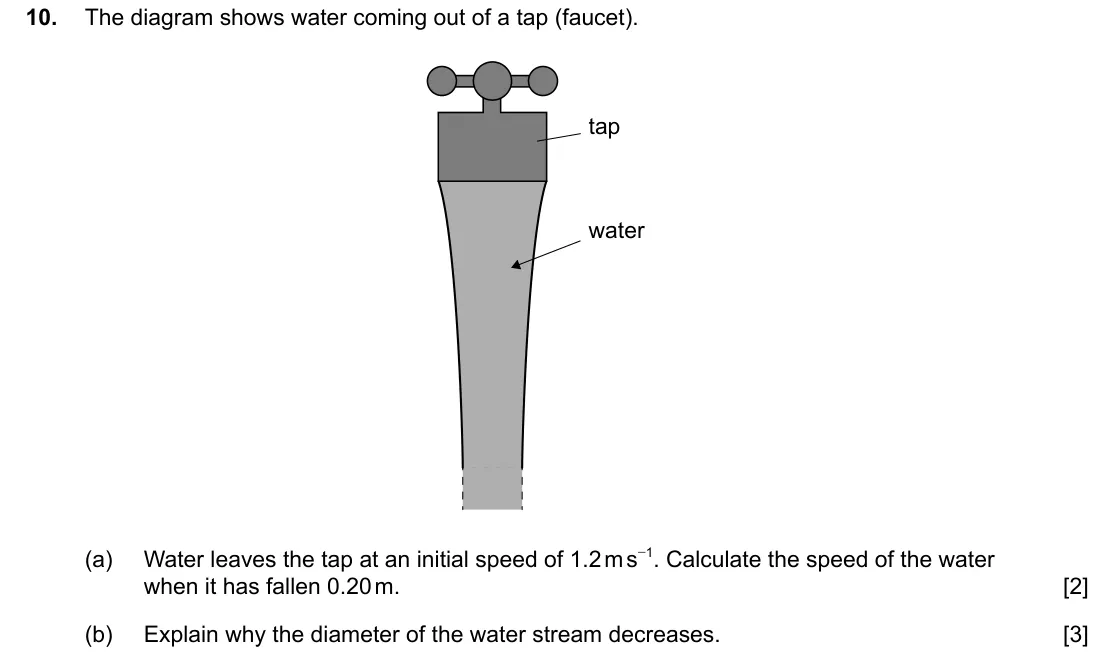 10. The diagram shows water coming out of a tap (faucet).
tap
water
(a) Water leaves the tap at an initial speed of 1.2 m s⁻¹. Calculate the speed of the water
when it has fallen 0.20 m. [2]
(b) Explain why the diameter of the water stream decreases. [3]